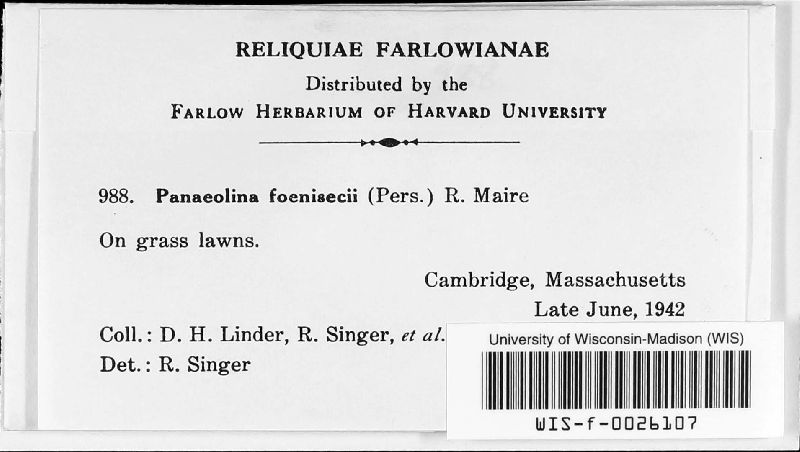 RELIQUIAE FARLOWIANAE
Distributed by the
FARLOW HERBARIUM OF HARVARD UNIVERSITY
988. Panaeolina foenisecii (Pers.) R. Maire
On grass lawns.
Cambridge, Massachusetts
Late June, 1942
Coll.: D. H. Linder, R. Singer, et al.
Det.: R. Singer
University of Wisconsin-Madison (WIS)
WIS-f-0026107